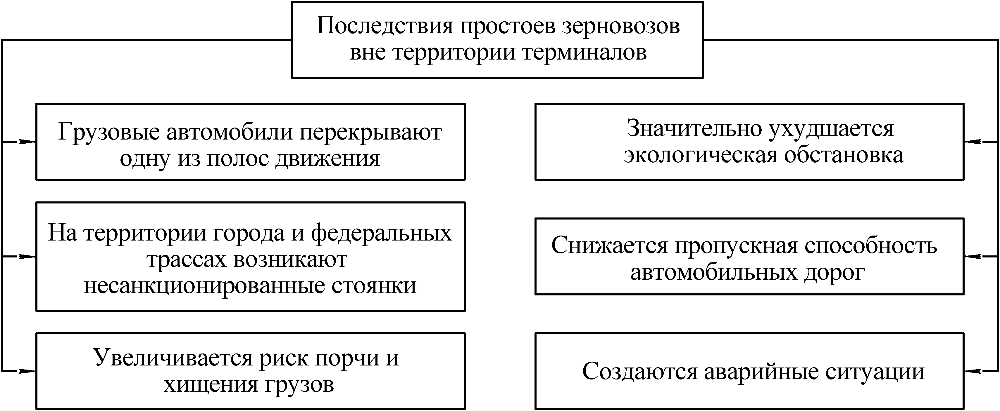 Последствия простоев зерновозов
вне территории терминалов
Грузовые автомобили перекрывают
одну из полос движения
Значительно ухудшается
экологическая обстановка
На территории города и федеральных
трассах возникают
несанкционированные стоянки
Снижается пропускная способность
автомобильных дорог
Увеличивается риск порчи и
хищения грузов
Создаются аварийные ситуации